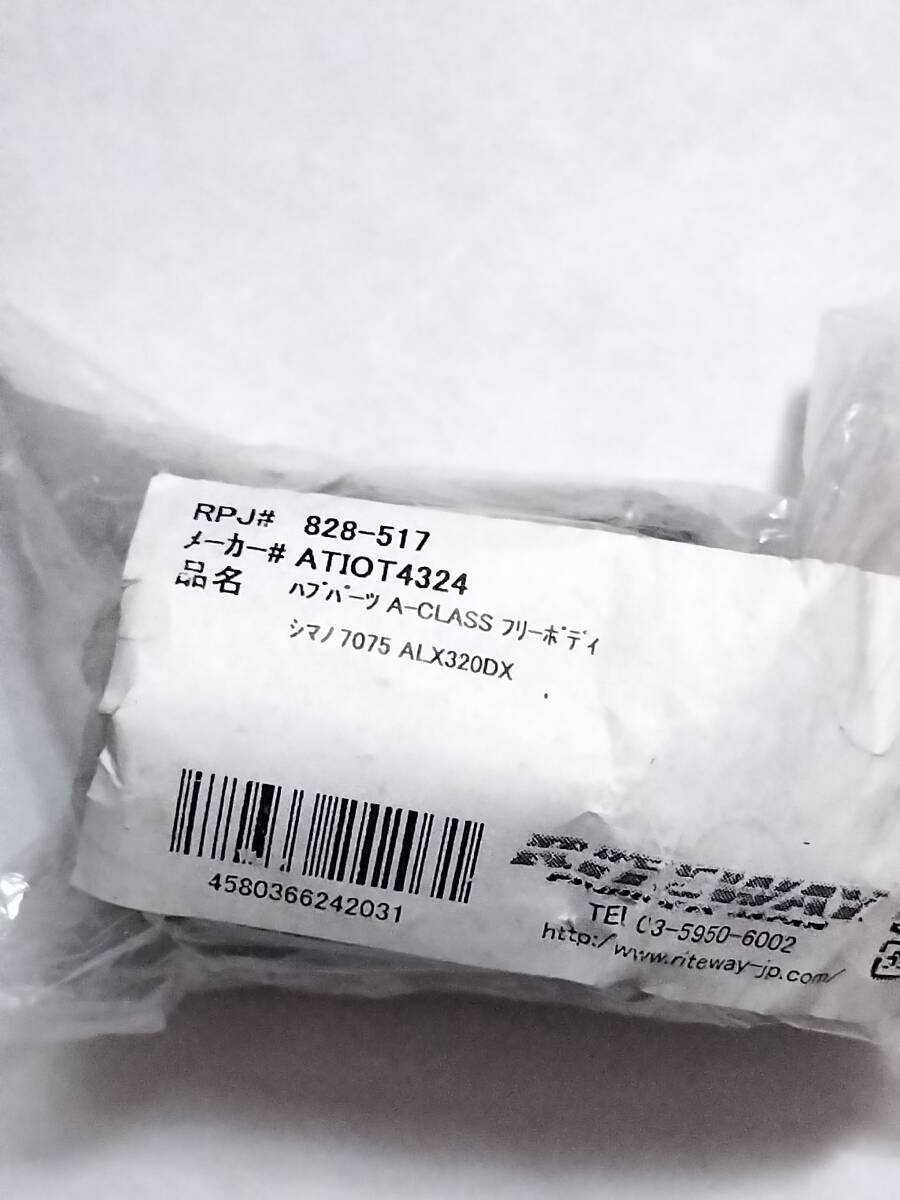 RPJ# 828-517
メーカー# ATIOT4324
品名 ﾊﾌﾞﾊﾟｰﾂ A-CLASS ﾌﾘｰﾎﾞﾃﾞｨ
ｼﾏﾉ 7075 ALX320DX
4580366242031
RITEWAY
TEL 03-5950-6002
http://www.riteway-jp.com/